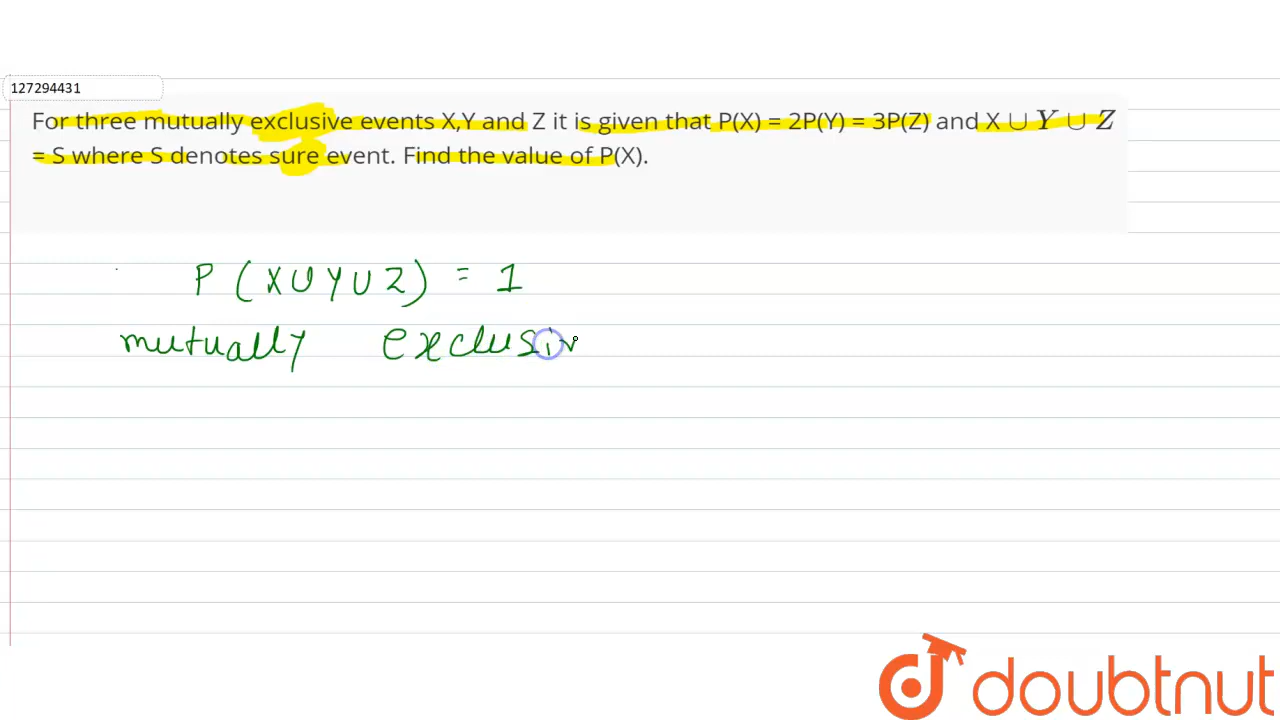 127294431
For three mutually exclusive events X,Y and Z it is given that P(X) = 2P(Y) = 3P(Z) and X ∪ Y ∪ Z
= S where S denotes sure event. Find the value of P(X).
P (X∪Y∪Z) = 1
mutually exclusiv
doubtnut